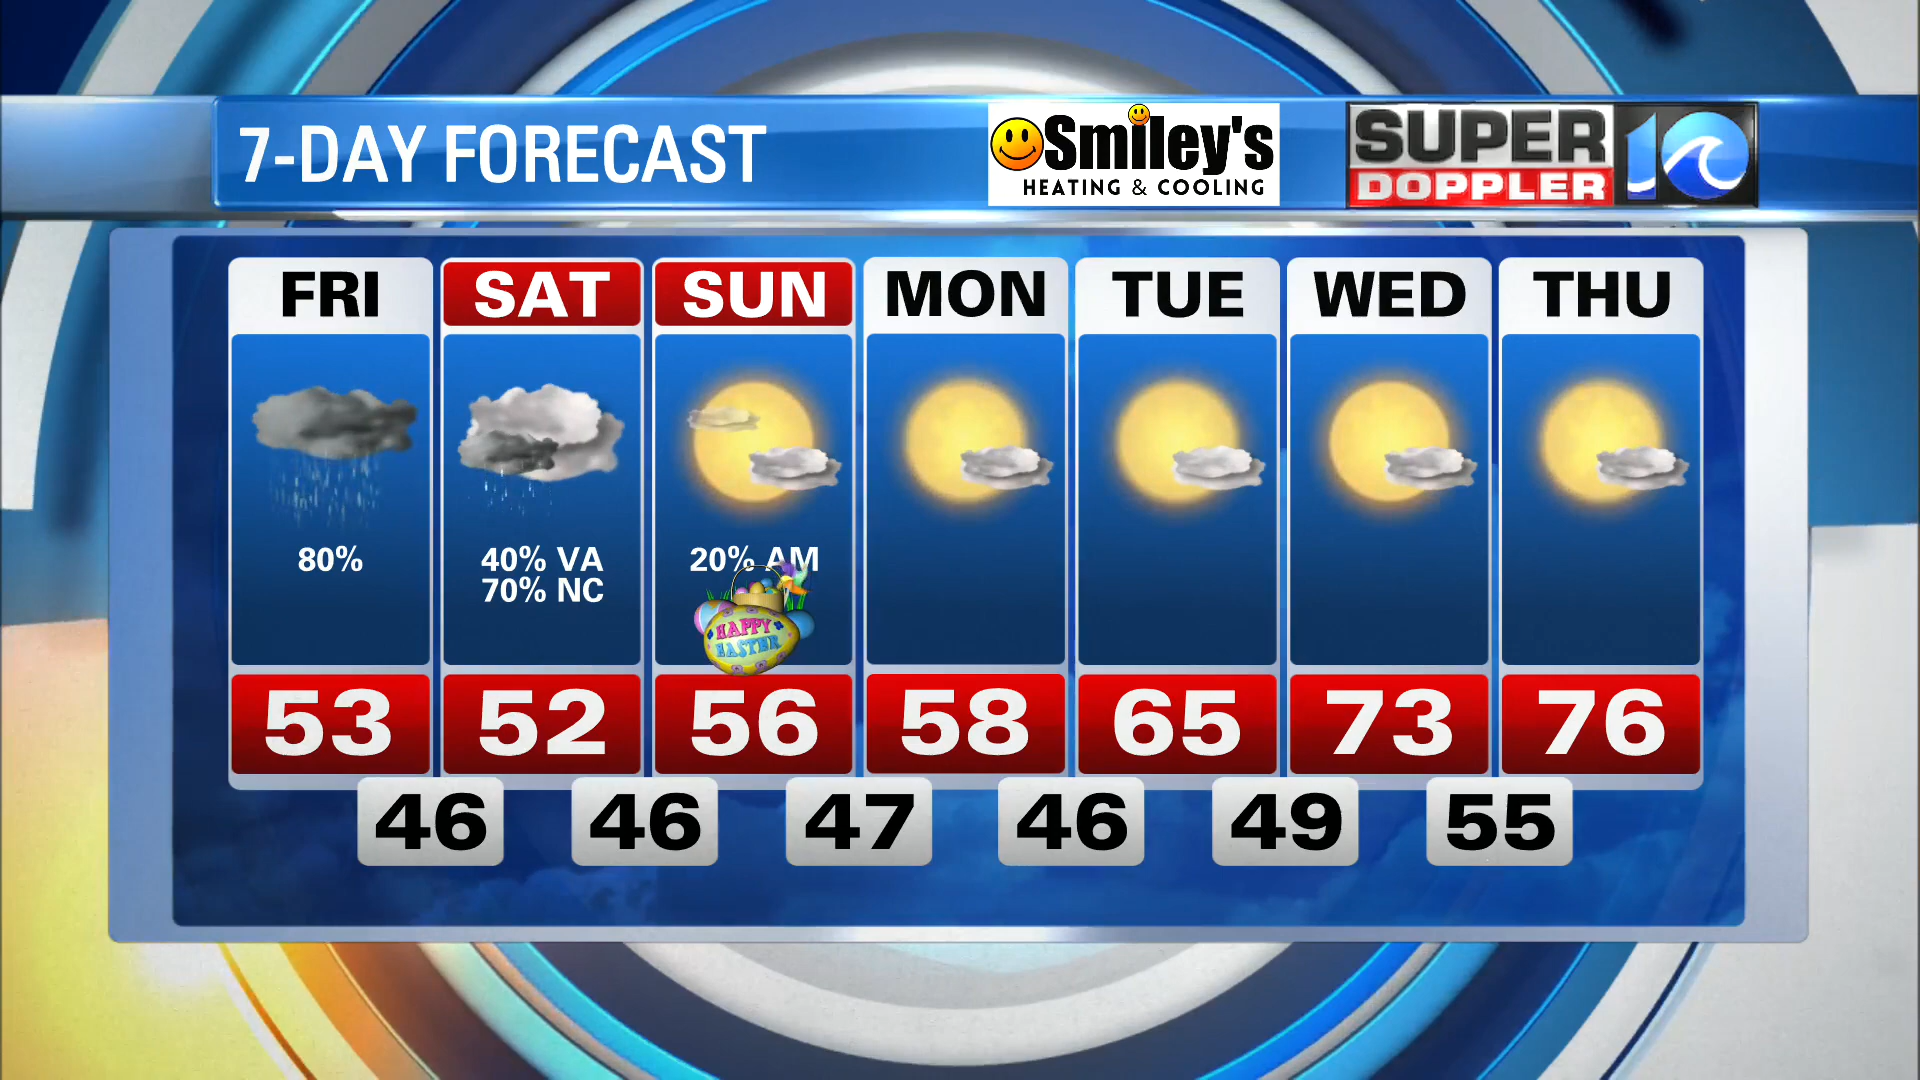 7-DAY FORECAST
Smiley's
HEATING & COOLING
SUPER
DOPPLER
10
FRI
SAT
SUN
MON
TUE
WED
THU
80%
40% VA
70% NC
20% AM
HAPPY
EASTER
53
52
56
58
65
73
76
46
46
47
46
49
55